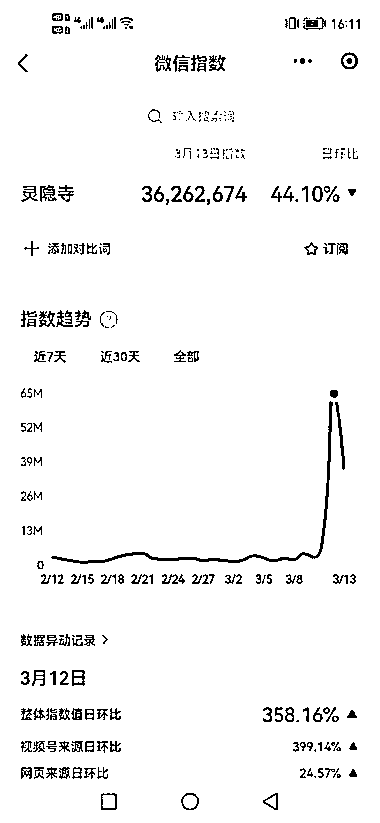 16:11
微信指数
输入搜索词
3月13日指数 日环比
灵隐寺 36,262,674 44.10%
添加对比词 订阅
指数趋势 ?
近7天 近30天 全部
65M
52M
39M
26M
13M
0
2/12 2/15 2/18 2/21 2/24 2/27 3/2 3/5 3/8 3/13
数据异动记录 >
3月12日
整体指数值日环比 358.16%
视频号来源日环比 399.14%
网页来源日环比 24.57%